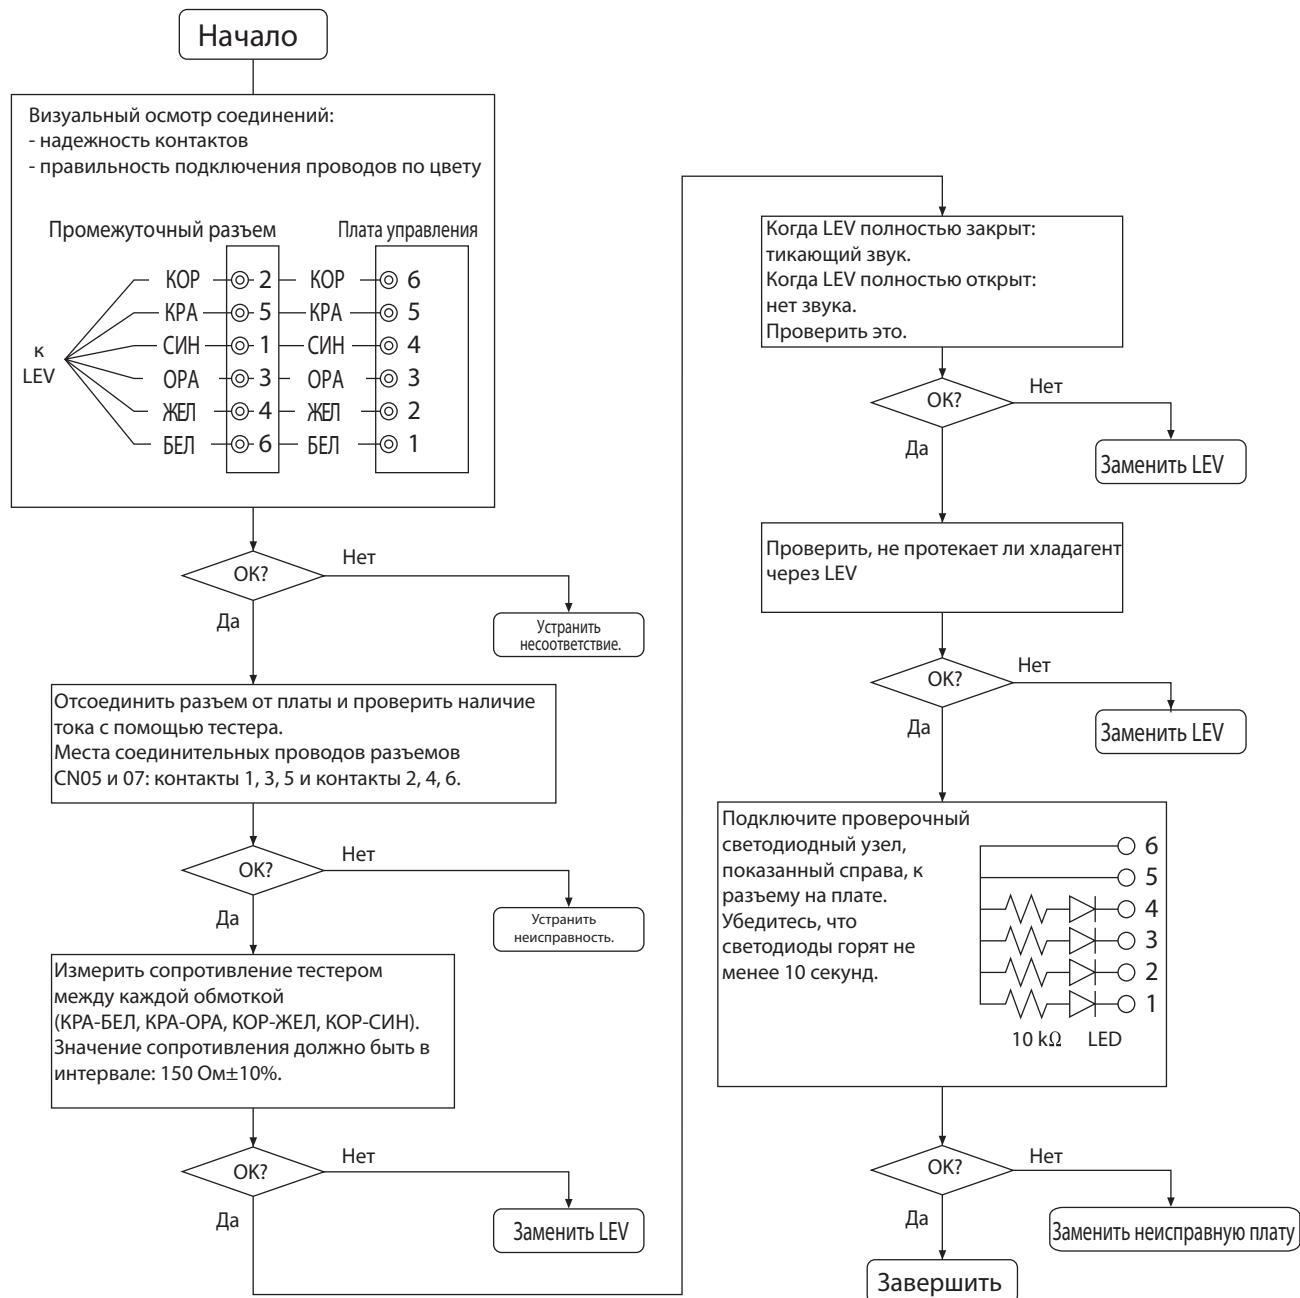 Начало
Визуальный осмотр соединений:
- надежность контактов
- правильность подключения проводов по цвету
Промежуточный разъем Плата управления
КОР 2 КОР 6
КРА 5 КРА 5
СИН 1 СИН 4
ОРА 3 ОРА 3
ЖЕЛ 4 ЖЕЛ 2
БЕЛ 6 БЕЛ 1
к
LEV
OK?
Нет
Да
Устранить
несоответствие.
Отсоединить разъем от платы и проверить наличие
тока с помощью тестера.
Места соединительных проводов разъемов
CN05 и 07: контакты 1, 3, 5 и контакты 2, 4, 6.
OK?
Нет
Да
Устранить
неисправность.
Измерить сопротивление тестером
между каждой обмоткой
(КРА-БЕЛ, КРА-ОРА, КОР-ЖЕЛ, КОР-СИН).
Значение сопротивления должно быть в
интервале: 150 Ом±10%.
OK?
Нет
Да
Заменить LEV
Когда LEV полностью закрыт:
тикающий звук.
Когда LEV полностью открыт:
нет звука.
Проверить это.
OK?
Нет
Да
Заменить LEV
Проверить, не протекает ли хладагент
через LEV
OK?
Нет
Да
Заменить LEV
Подключите проверочный
светодиодный узел,
показанный справа, к
разъему на плате.
Убедитесь, что
светодиоды горят не
менее 10 секунд.
6
5
4
3
2
1
10 kΩ LED
OK?
Нет
Да
Заменить неисправную плату
Завершить